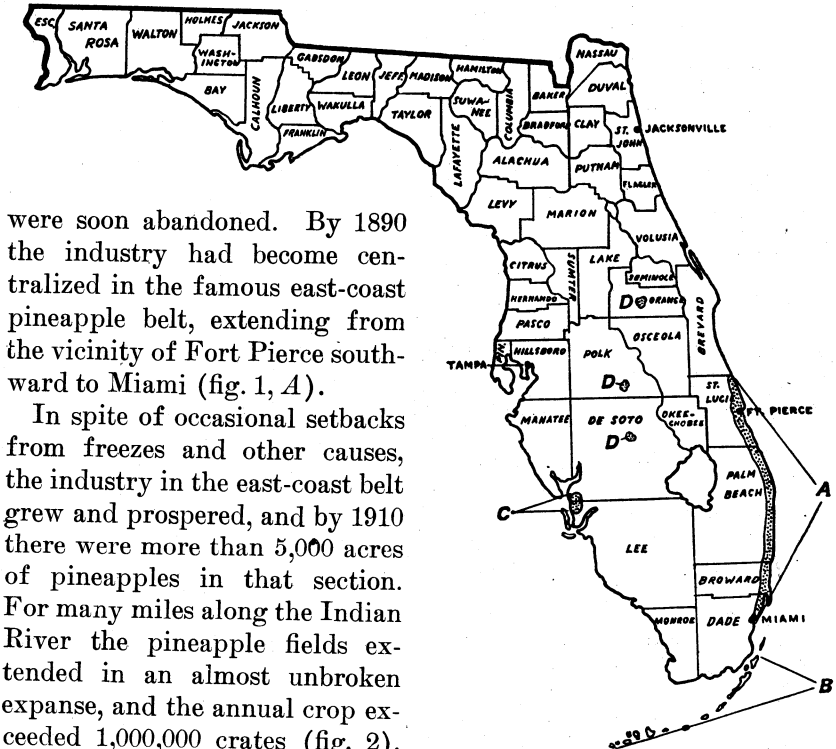 ESC.
SANTA
ROSA
WALTON
HOLMES
JACKSON
WASH-
INGTON
BAY
CALHOUN
GADSDON
LIBERTY
LEON
WAKULLA
FRANKLIN
JEFF.
MADISON
TAYLOR
HAMILTON
SUWA-
NEE
LAFAYETTE
COLUMBIA
BAKER
NASSAU
DUVAL
BRADFORD
CLAY
ST.
JOHN
JACKSONVILLE
ALACHUA
PUTNAM
FLAGLER
LEVY
MARION
VOLUSIA
CITRUS
SUMTER
LAKE
SEMINOLE
HERNANDO
D
ORANGE
PASCO
OSCEOLA
BREVARD
PIN.
HILLSBORO
TAMPA
POLK
D
ST.
LUCI
FT. PIERCE
MANATEE
DE SOTO
OKEE-
CHOBEE
D
PALM
BEACH
A
C
LEE
BROWARD
MONROE
DADE
MIAMI
B
were soon abandoned. By 1890
the industry had become cen-
tralized in the famous east-coast
pineapple belt, extending from
the vicinity of Fort Pierce south-
ward to Miami (fig. 1, A).
In spite of occasional setbacks
from freezes and other causes,
the industry in the east-coast belt
grew and prospered, and by 1910
there were more than 5,000 acres
of pineapples in that section.
For many miles along the Indian
River the pineapple fields ex-
tended in an almost unbroken
expanse, and the annual crop ex-
ceeded 1,000,000 crates (fig. 2).